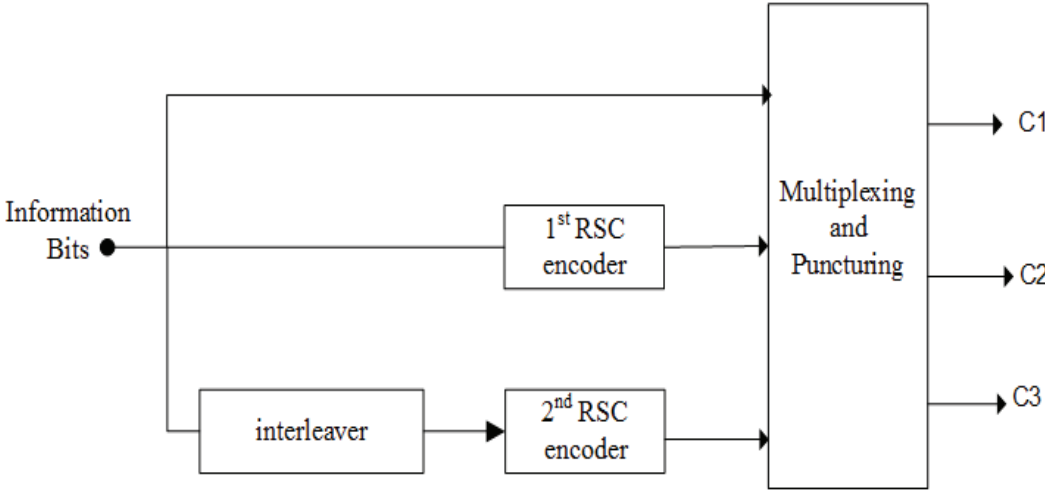 C1
Information
Bits
1st RSC
encoder
Multiplexing
and
Puncturing
C2
interleaver
2nd RSC
encoder
C3